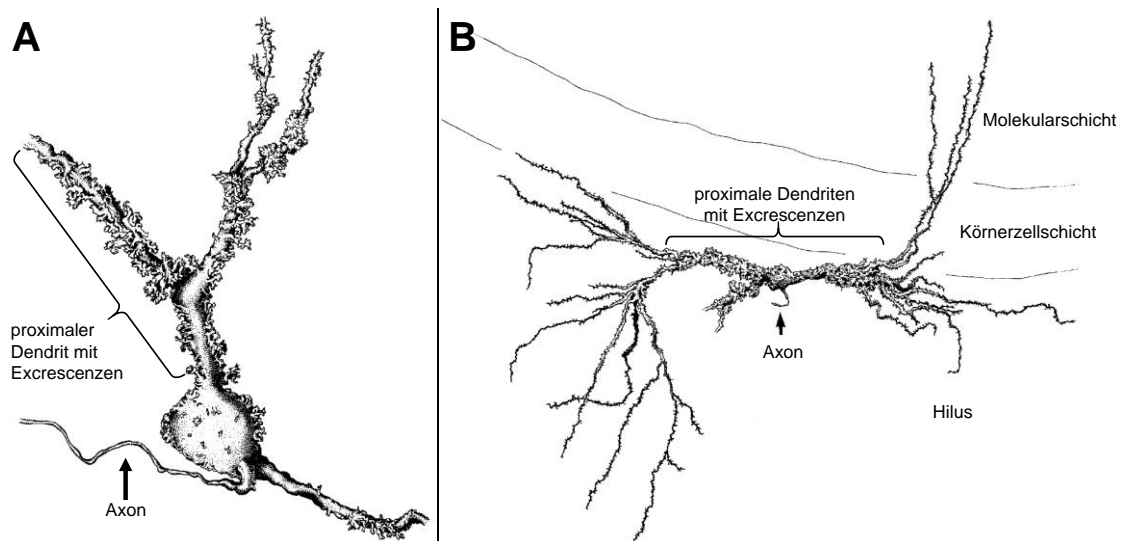 A
proximaler
Dendrit mit
Excrescenzen
Axon
B
Molekularschicht
proximale Dendriten
mit Excrescenzen
Körnerzellschicht
Axon
Hilus